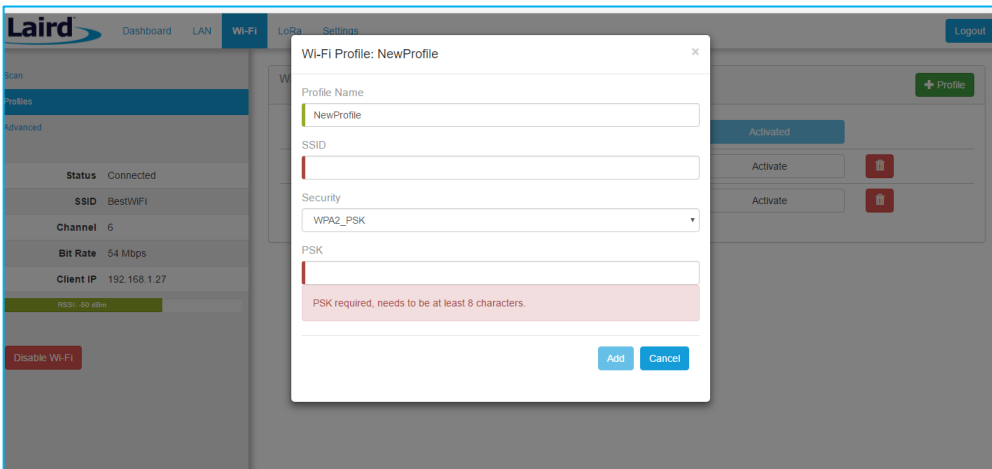 Laird
Dashboard LAN Wi-Fi LoRa Settings Logout
Scan
Profiles
Advanced
Status Connected
SSID BestWiFi
Channel 6
Bit Rate 54 Mbps
Client IP 192.168.1.27
RSSI: -50 dBm
Disable Wi-Fi
W
+ Profile
Activated
Activate
Activate
Wi-Fi Profile: NewProfile ×
Profile Name
NewProfile
SSID
Security
WPA2_PSK
PSK
PSK required, needs to be at least 8 characters.
Add Cancel